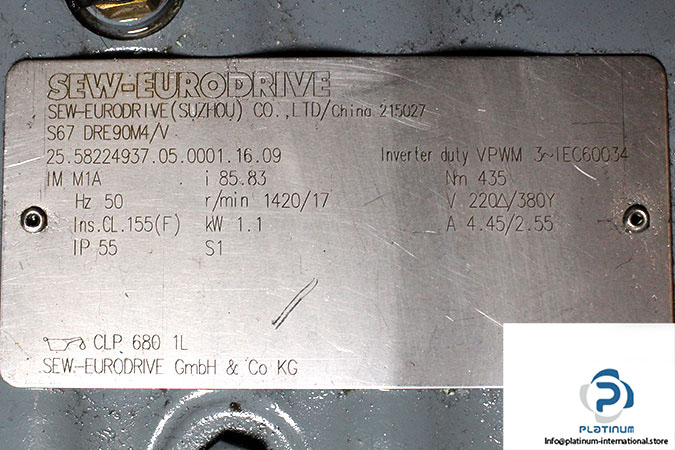 SEW-EURODRIVE
SEW-EURODRIVE(SUZHOU) CO.,LTD/China 215027
S67 DRE90M4/V
25.58224937.05.0001.16.09 Inverter duty VPWM 3~IEC60034
IM M1A i 85.83 Nm 435
Hz 50 r/min 1420/17 V 220Δ/380Y
Ins.CL.155(F) kW 1.1 A 4.45/2.55
IP 55 S1
CLP 680 1L
SEW-EURODRIVE GmbH & Co KG
PLATINUM
Info@platinum-international.store